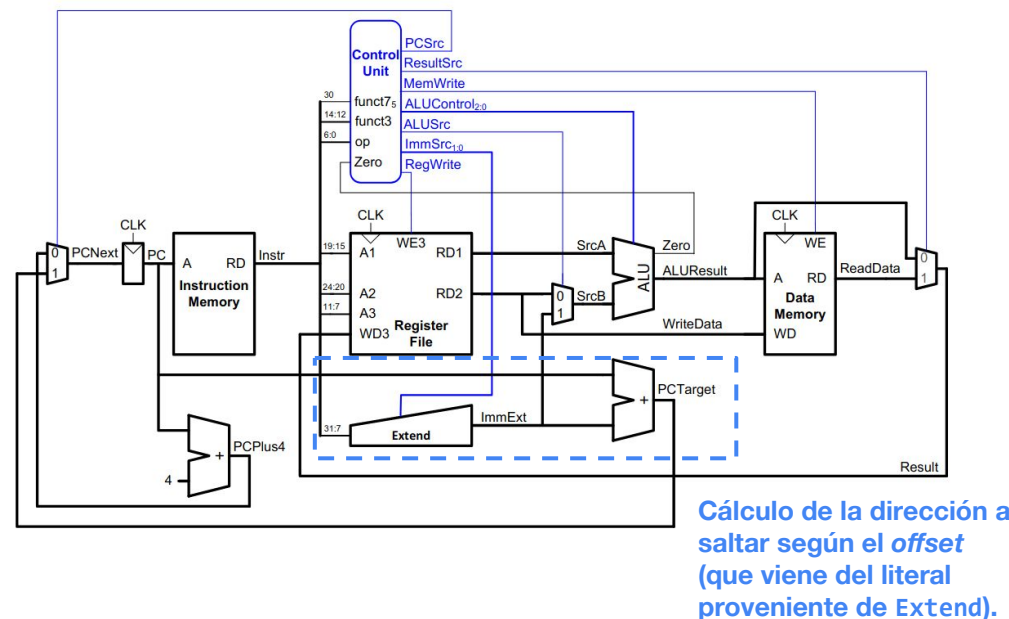 Control
Unit
PCSrc
ResultSrc
MemWrite
ALUControl2:0
ALUSrc
ImmSrc1:0
RegWrite
30
funct75
14:12
funct3
6:0
op
Zero
CLK
CLK
CLK
0
1
PCNext
PC
A
RD
Instruction
Memory
Instr
19:15
A1
WE3
RD1
24:20
A2
RD2
11:7
A3
WD3
Register
File
SrcA
0
1
SrcB
ALU
Zero
ALUResult
WriteData
WE
A
RD
Data
Memory
WD
ReadData
0
1
PCTarget
+
ImmExt
31:7
Extend
PCPlus4
+
4
Result
Cálculo de la dirección a
saltar según el offset
(que viene del literal
proveniente de Extend).